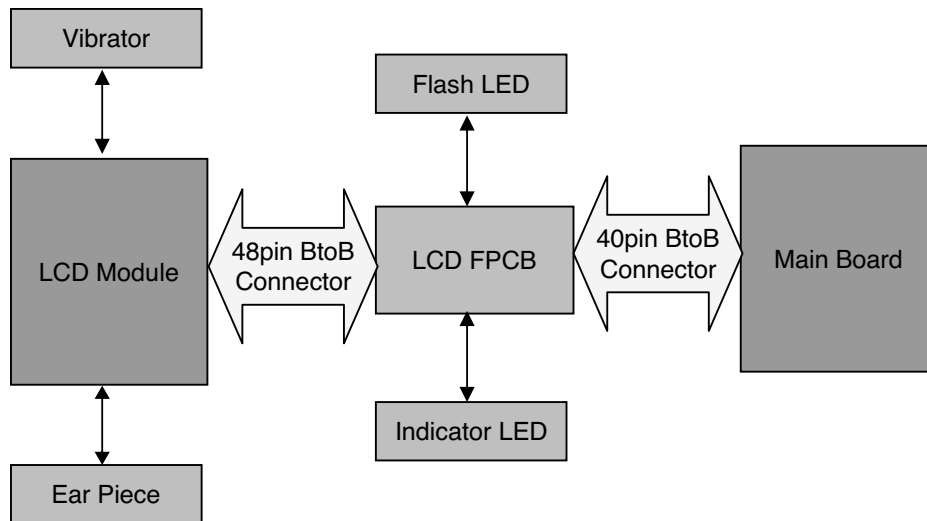 Vibrator
Flash LED
LCD Module
48pin BtoB
Connector
LCD FPCB
40pin BtoB
Connector
Main Board
Indicator LED
Ear Piece